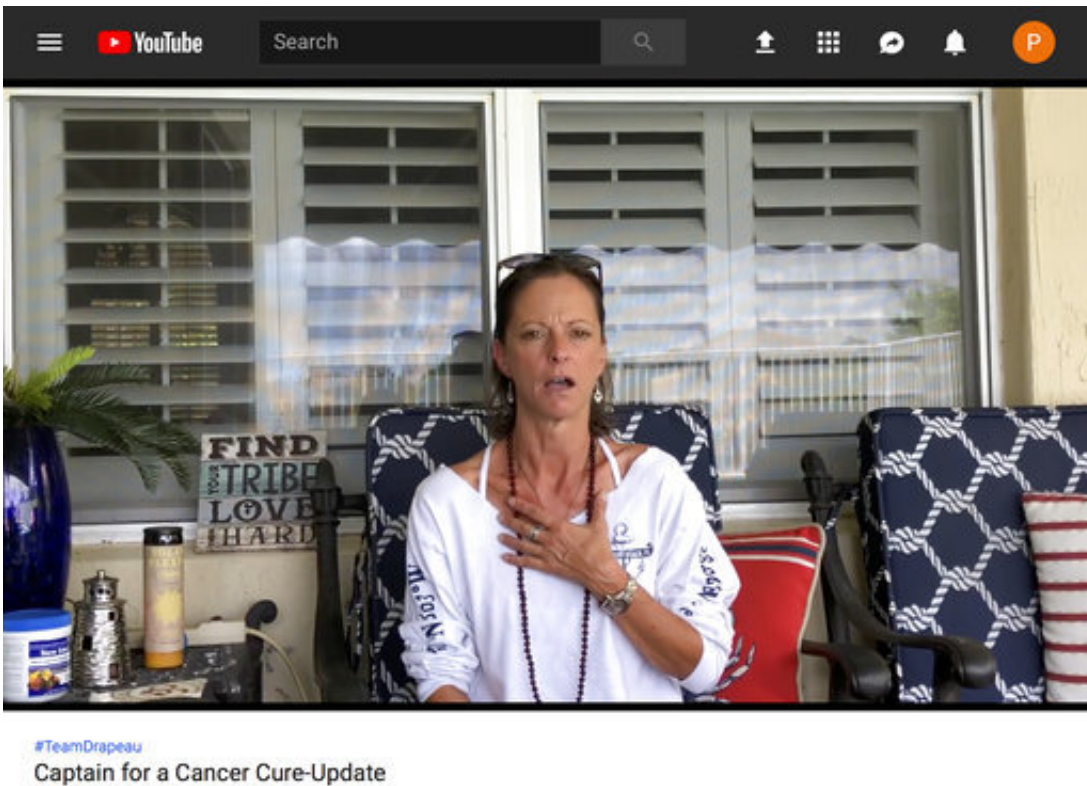 YouTube
Search
P
FIND
YOUR
TRIBE
LOVE
HARD
#TeamDrapeau
Captain for a Cancer Cure-Update